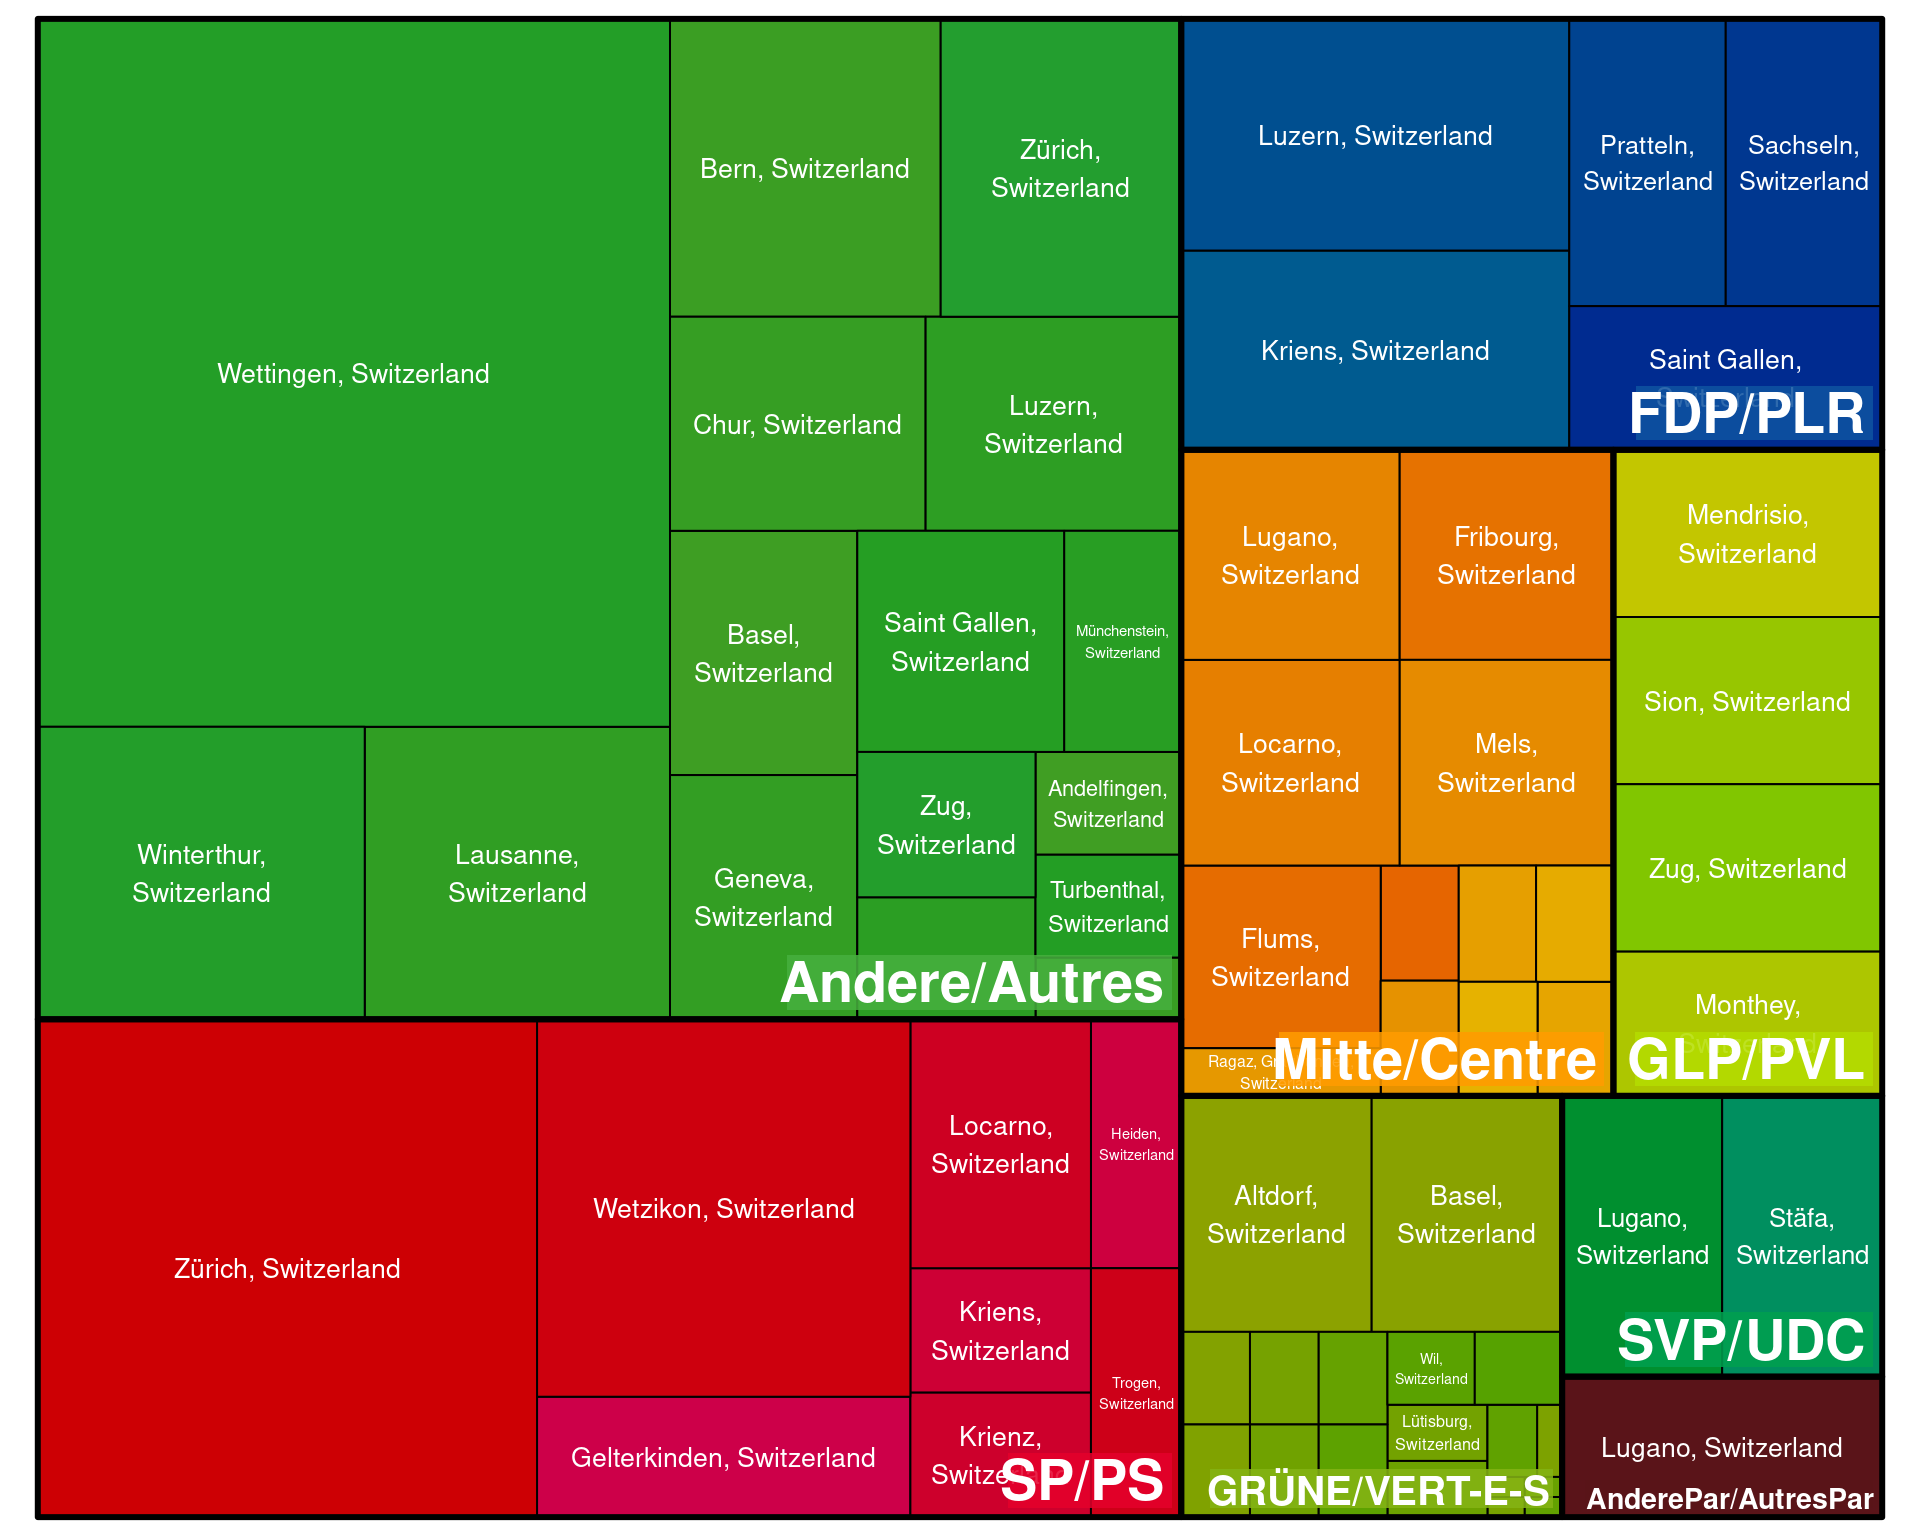 Wettingen, Switzerland
Bern, Switzerland
Zürich,
Switzerland
Chur, Switzerland
Luzern,
Switzerland
Basel,
Switzerland
Saint Gallen,
Switzerland
Münchenstein,
Switzerland
Winterthur,
Switzerland
Lausanne,
Switzerland
Geneva,
Switzerland
Zug,
Switzerland
Andelfingen,
Switzerland
Turbenthal,
Switzerland
Andere/Autres
Luzern, Switzerland
Kriens, Switzerland
Pratteln,
Switzerland
Sachseln,
Switzerland
Saint Gallen,
Switzerland
FDP/PLR
Lugano,
Switzerland
Fribourg,
Switzerland
Locarno,
Switzerland
Mels,
Switzerland
Flums,
Switzerland
Ragaz,
Switzerland
Mitte/Centre
Mendrisio,
Switzerland
Sion, Switzerland
Zug, Switzerland
Monthey,
Switzerland
GLP/PVL
Zürich, Switzerland
Wetzikon, Switzerland
Gelterkinden, Switzerland
Locarno,
Switzerland
Heiden,
Switzerland
Kriens,
Switzerland
Krienz,
Switzerland
Trogen,
Switzerland
SP/PS
Altdorf,
Switzerland
Basel,
Switzerland
Wil,
Switzerland
Lütisburg,
Switzerland
GRÜNE/VERT-E-S
Lugano,
Switzerland
Stäfa,
Switzerland
SVP/UDC
Lugano, Switzerland
AnderePar/AutresPar